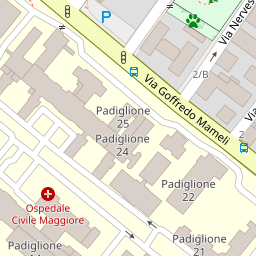 P
Via Nerves
2/B
Via Goffredo Mameli
Padiglione
25
Padiglione
24
2
Padiglione
22
Ospedale
Civile Maggiore
Padiglione
Padiglione
21